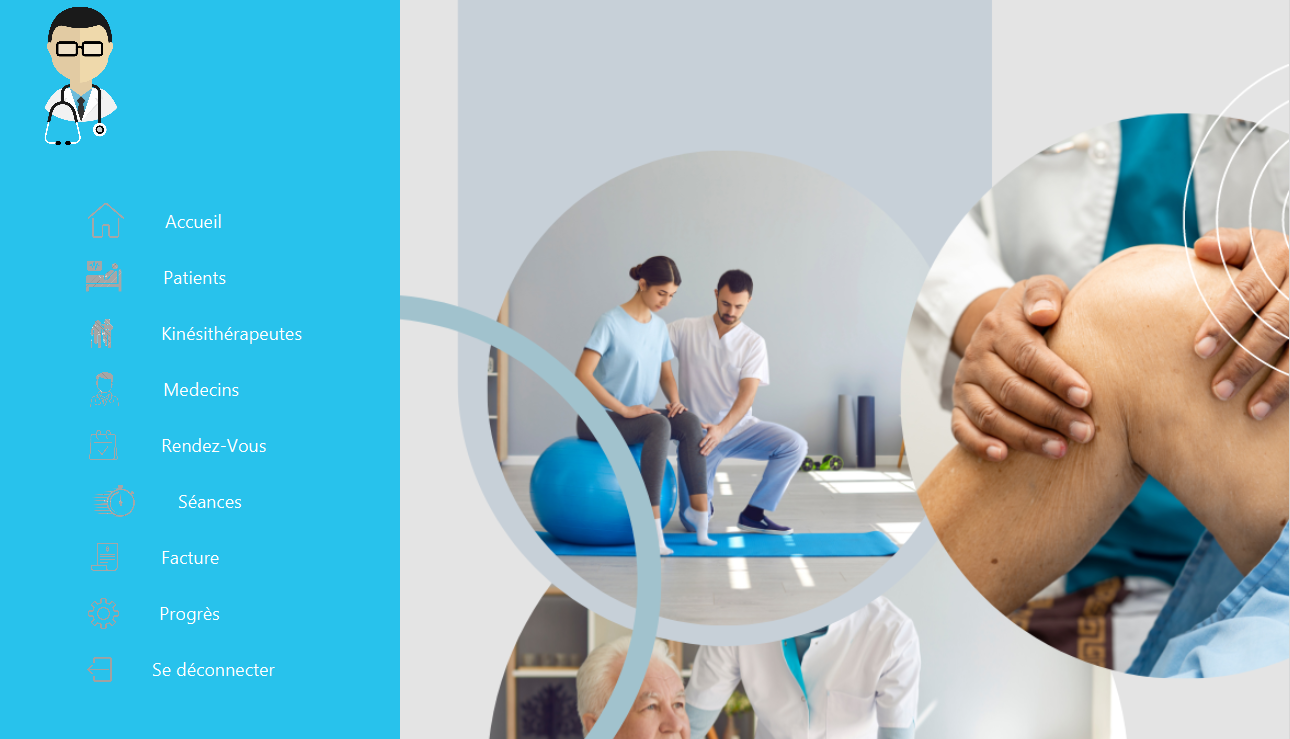 Accueil
Patients
Kinésithérapeutes
Medecins
Rendez-Vous
Séances
Facture
Progrès
Se déconnecter